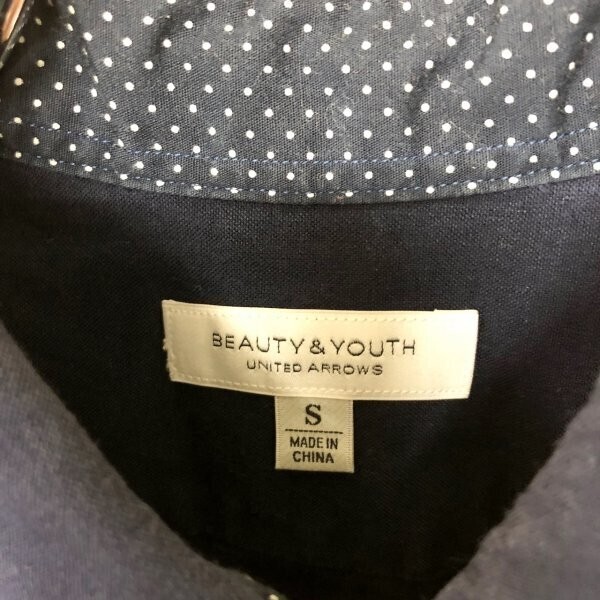 BEAUTY & YOUTH
UNITED ARROWS
S
MADE IN
CHINA